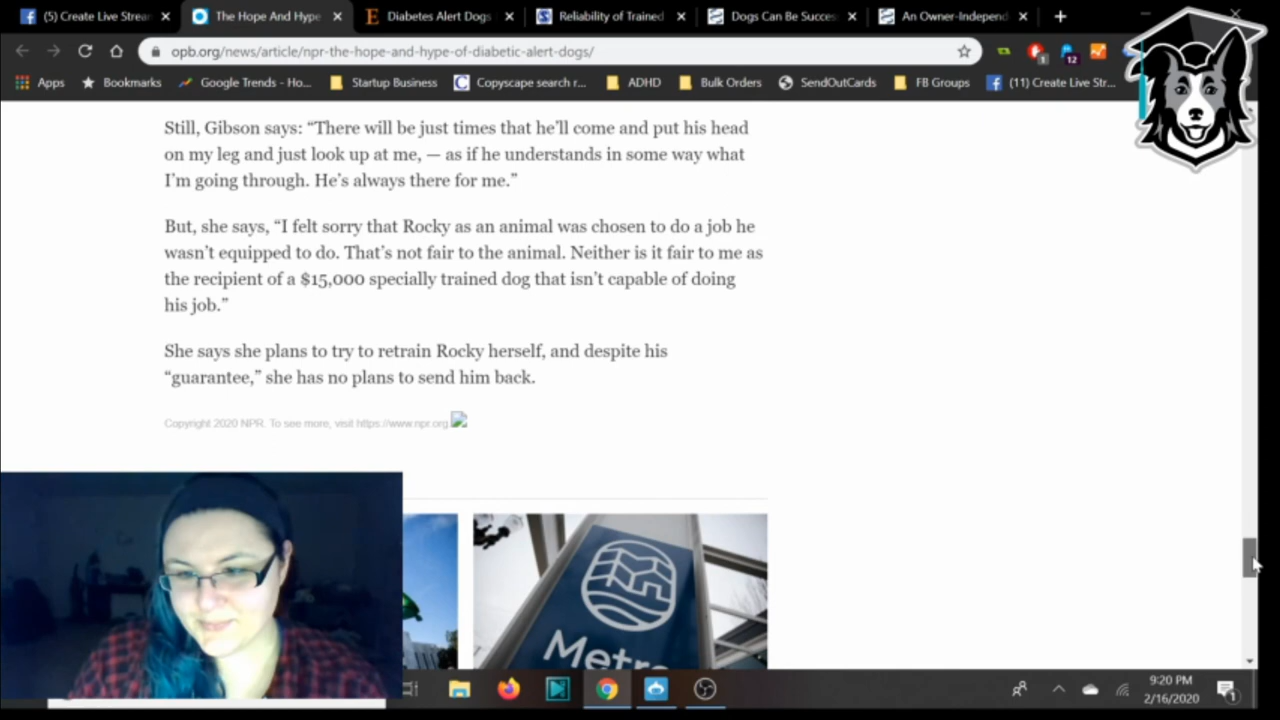 (5) Create Live Strear
The Hope And Hype
Diabetes Alert Dogs
Reliability of Trained
Dogs Can Be Succes
An Owner-Independ
opb.org/news/article/npr-the-hope-and-hype-of-diabetic-alert-dogs/
1
12
Apps
Bookmarks
Google Trends - Ho...
Startup Business
Copyscape search r...
ADHD
Bulk Orders
SendOutCards
FB Groups
(11) Create Live Str...
Still, Gibson says: “There will be just times that he’ll come and put his head
on my leg and just look up at me, — as if he understands in some way what
I’m going through. He’s always there for me.”
But, she says, “I felt sorry that Rocky as an animal was chosen to do a job he
wasn’t equipped to do. That’s not fair to the animal. Neither is it fair to me as
the recipient of a $15,000 specially trained dog that isn’t capable of doing
his job.”
She says she plans to try to retrain Rocky herself, and despite his
“guarantee,” she has no plans to send him back.
Copyright 2020 NPR. To see more, visit https://www.npr.org.
Metro
9:20 PM
2/16/2020
1